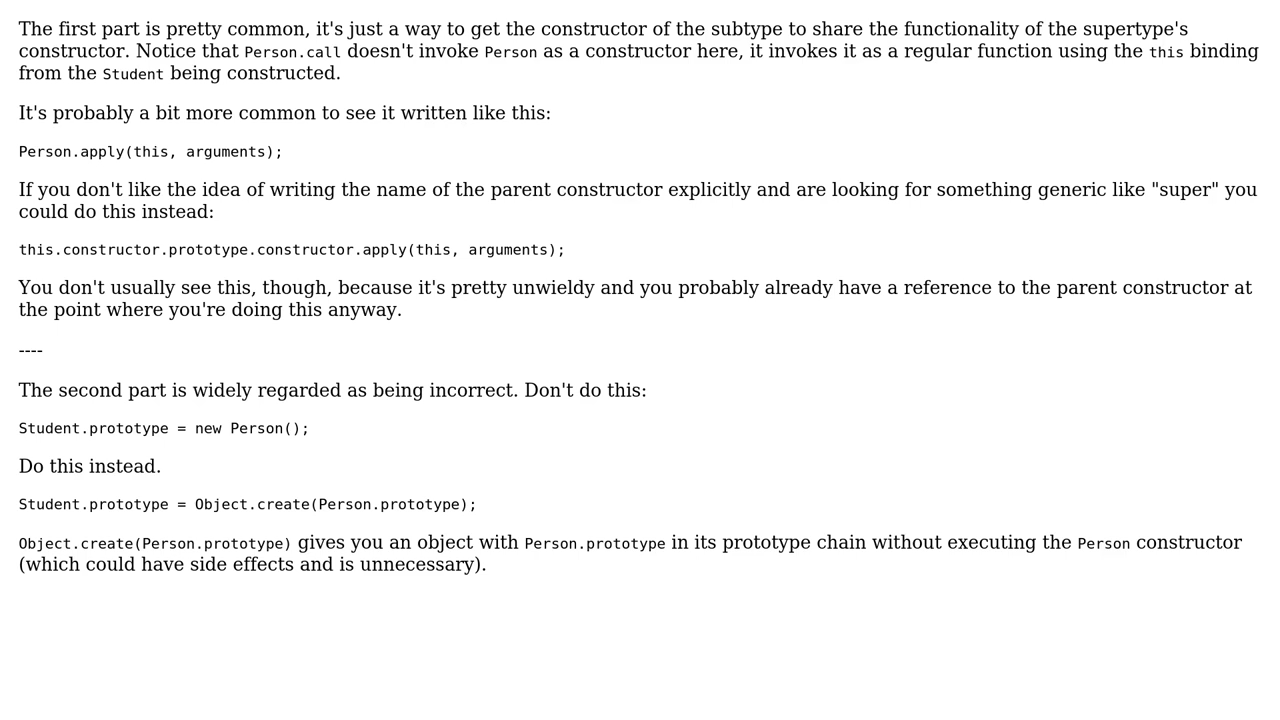 The first part is pretty common, it's just a way to get the constructor of the subtype to share the functionality of the supertype's
constructor. Notice that Person.call doesn't invoke Person as a constructor here, it invokes it as a regular function using the this binding
from the Student being constructed.
It's probably a bit more common to see it written like this:
Person.apply(this, arguments);
If you don't like the idea of writing the name of the parent constructor explicitly and are looking for something generic like "super" you
could do this instead:
this.constructor.prototype.constructor.apply(this, arguments);
You don't usually see this, though, because it's pretty unwieldy and you probably already have a reference to the parent constructor at
the point where you're doing this anyway.
----
The second part is widely regarded as being incorrect. Don't do this:
Student.prototype = new Person();
Do this instead.
Student.prototype = Object.create(Person.prototype);
Object.create(Person.prototype) gives you an object with Person.prototype in its prototype chain without executing the Person constructor
(which could have side effects and is unnecessary).